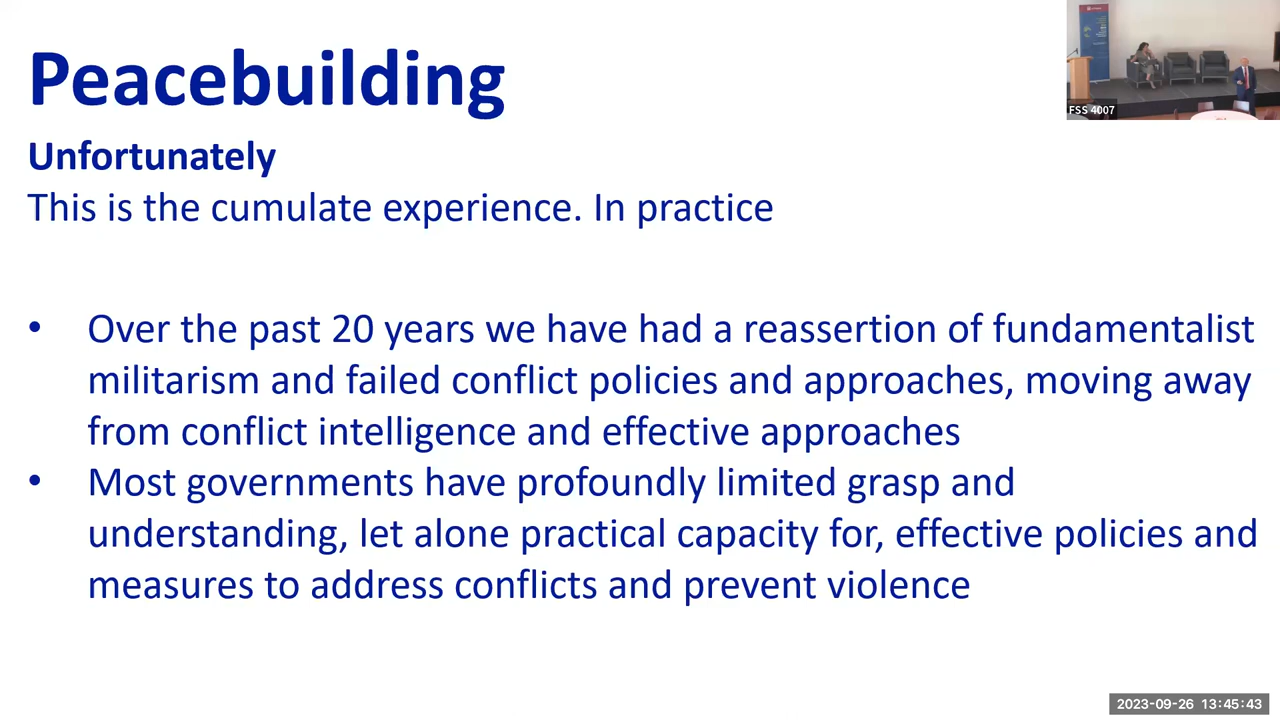 Peacebuilding
Unfortunately
This is the cumulate experience. In practice
• Over the past 20 years we have had a reassertion of fundamentalist
militarism and failed conflict policies and approaches, moving away
from conflict intelligence and effective approaches
• Most governments have profoundly limited grasp and
understanding, let alone practical capacity for, effective policies and
measures to address conflicts and prevent violence
FSS 4007
2023-09-26 13:45:43